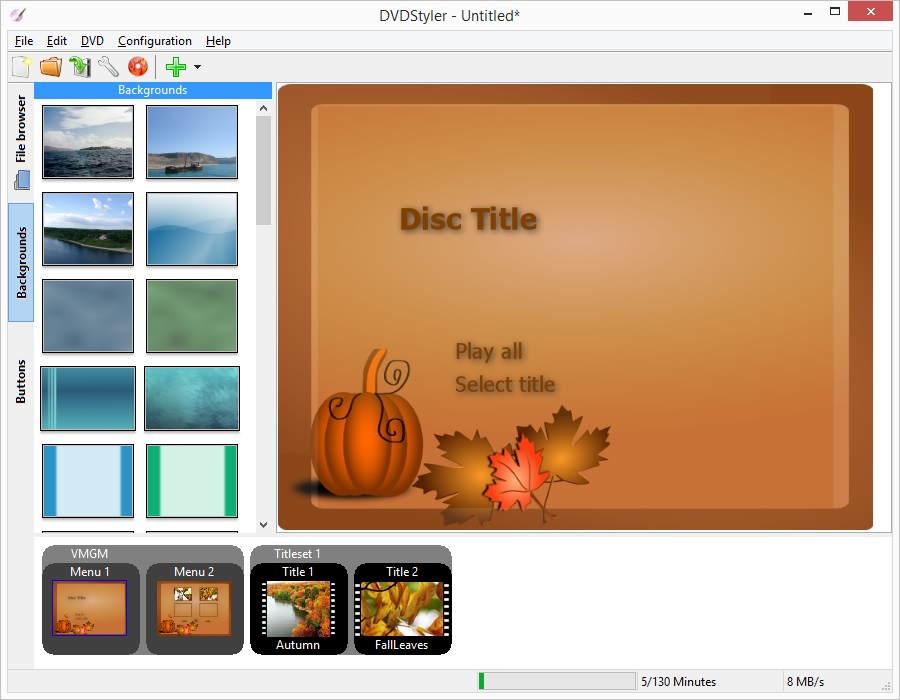 DVDStyler - Untitled*
File Edit DVD Configuration Help
File browser
Backgrounds
Buttons
Backgrounds
Disc Title
Play all
Select title
VMGM
Titleset 1
Menu 1
Menu 2
Title 1
Title 2
Autumn
FallLeaves
5/130 Minutes
8 MB/s